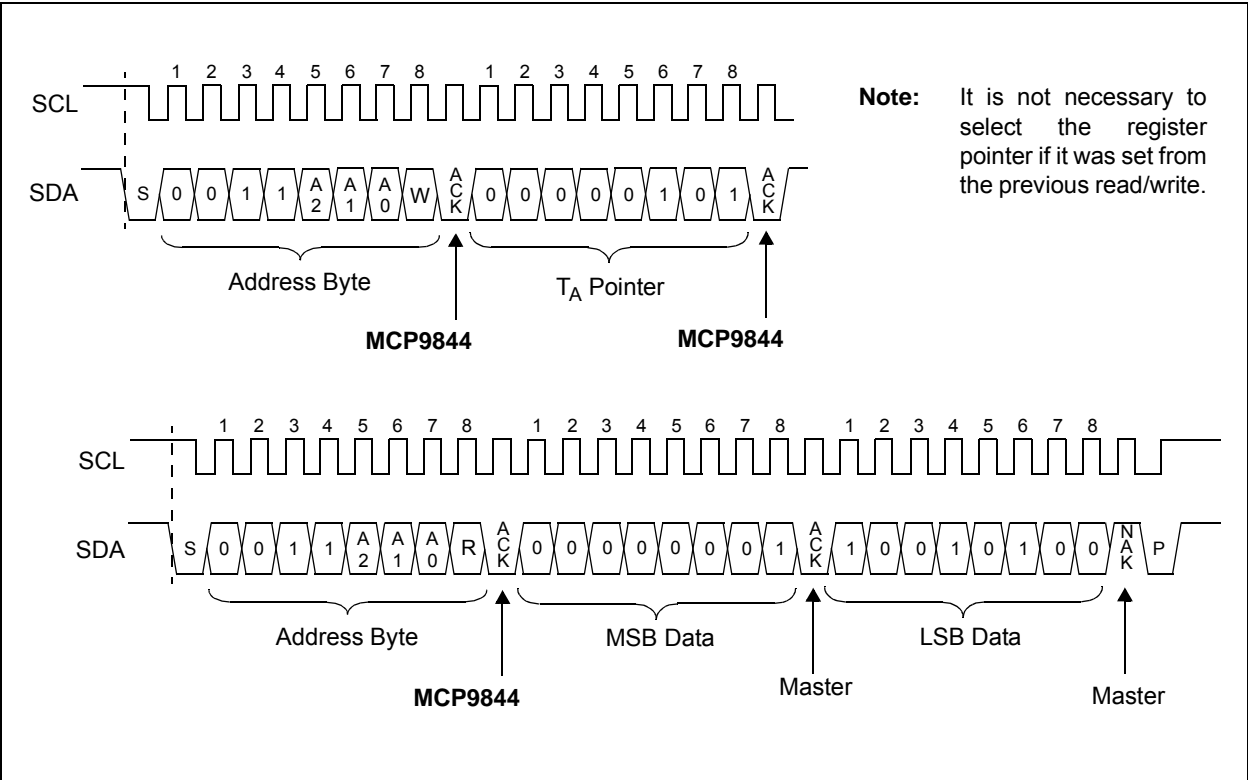 1 2 3 4 5 6 7 8 1 2 3 4 5 6 7 8
SCL
SDA
S 0 0 1 1 A2 A1 A0 W ACK 0 0 0 0 0 1 0 1 ACK
Address Byte
TA Pointer
MCP9844
MCP9844
Note: It is not necessary to
select the register
pointer if it was set from
the previous read/write.
1 2 3 4 5 6 7 8 1 2 3 4 5 6 7 8 1 2 3 4 5 6 7 8
SCL
SDA
S 0 0 1 1 A2 A1 A0 R ACK 0 0 0 0 0 0 0 1 ACK 1 0 0 1 0 1 0 0 NAK P
Address Byte
MSB Data
LSB Data
MCP9844
Master
Master